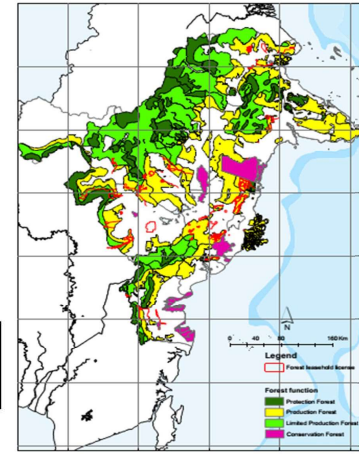 N
0 40 80 160 Km
Legend
Forest leasehold license
Forest function
Protection Forest
Production Forest
Limited Production Forest
Conservation Forest